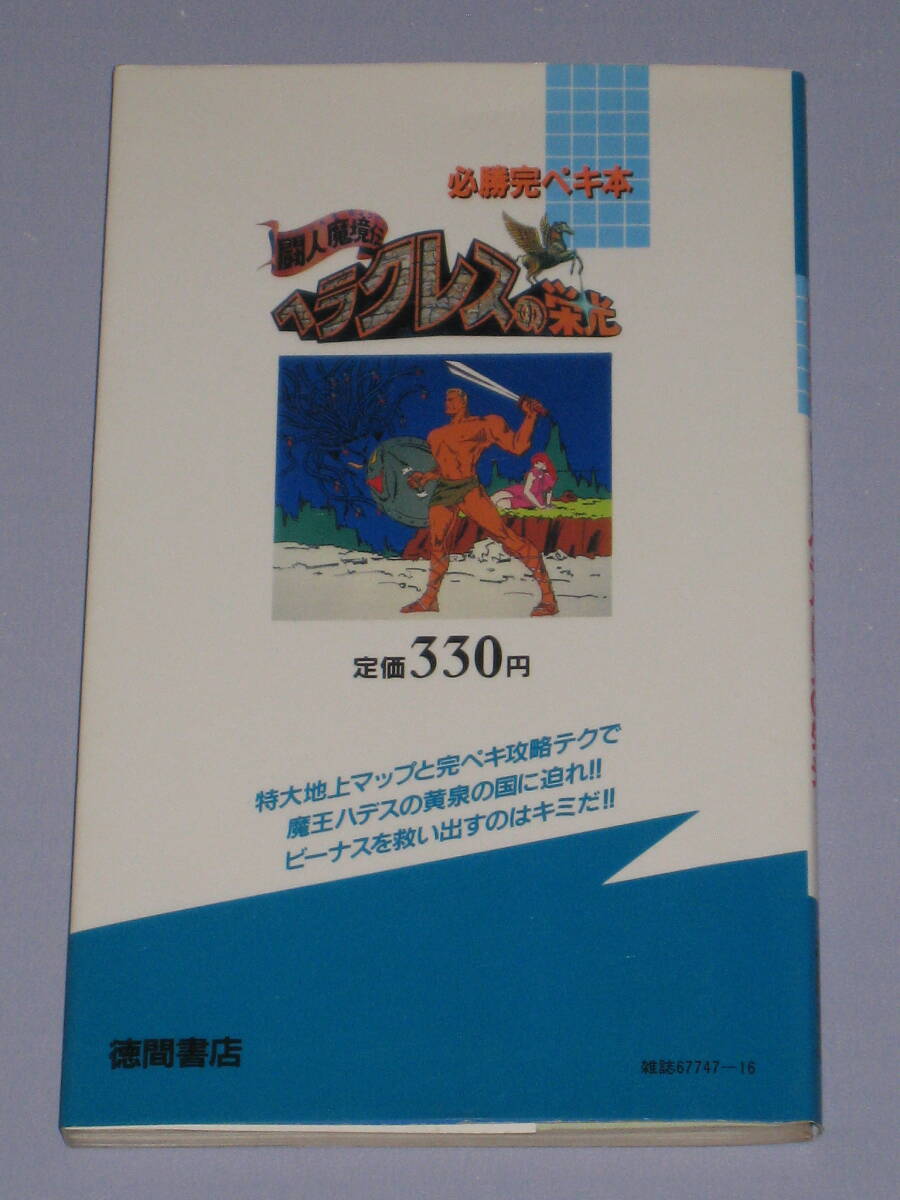 必勝完ペキ本
闘人魔境伝
ヘラクレスの栄光
定価330円
特大地上マップと完ペキ攻略テクで
魔王ハデスの黄泉の国に迫れ!!
ビーナスを救い出すのはキミだ!!
徳間書店
雑誌67747―16